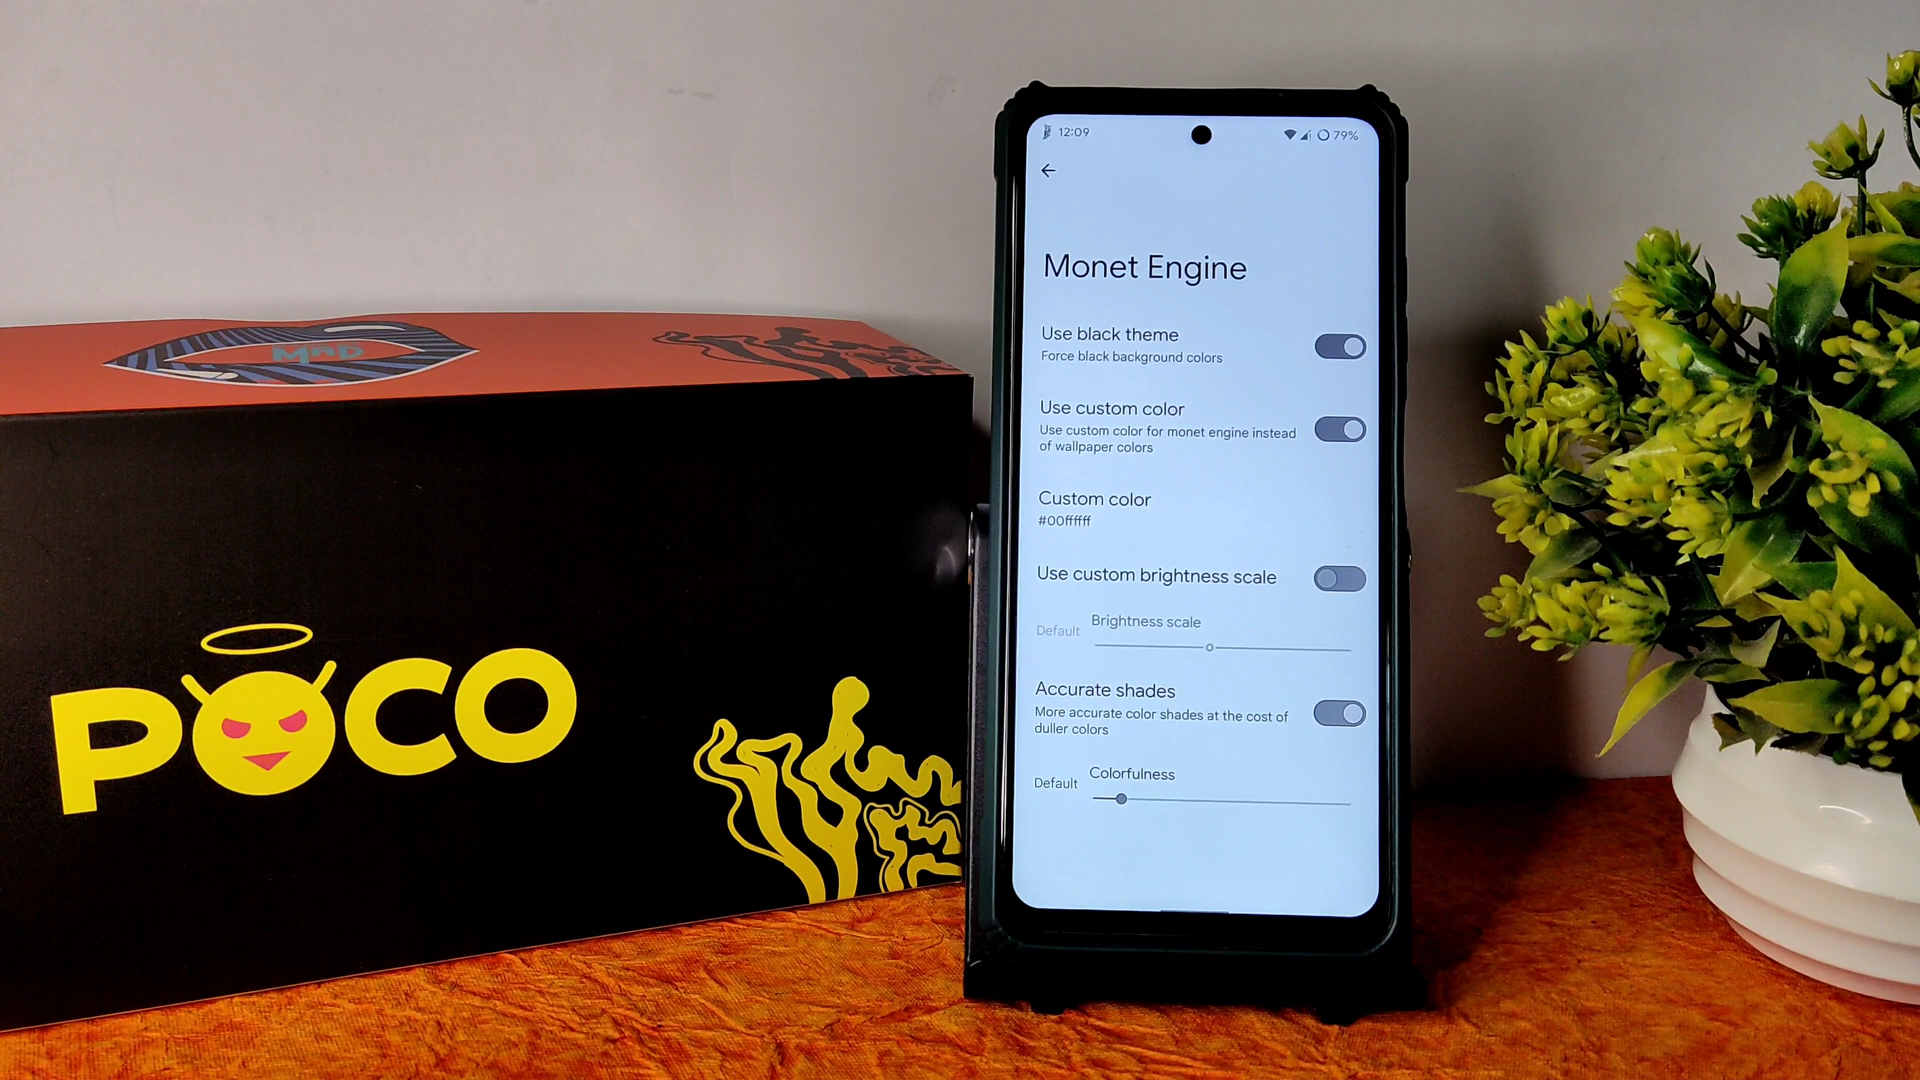 MAD
POCO
12:09
79%
Monet Engine
Use black theme
Force black background colors
Use custom color
Use custom color for monet engine instead
of wallpaper colors
Custom color
#00ffffff
Use custom brightness scale
Brightness scale
Default
Accurate shades
More accurate color shades at the cost of
duller colors
Colorfulness
Default